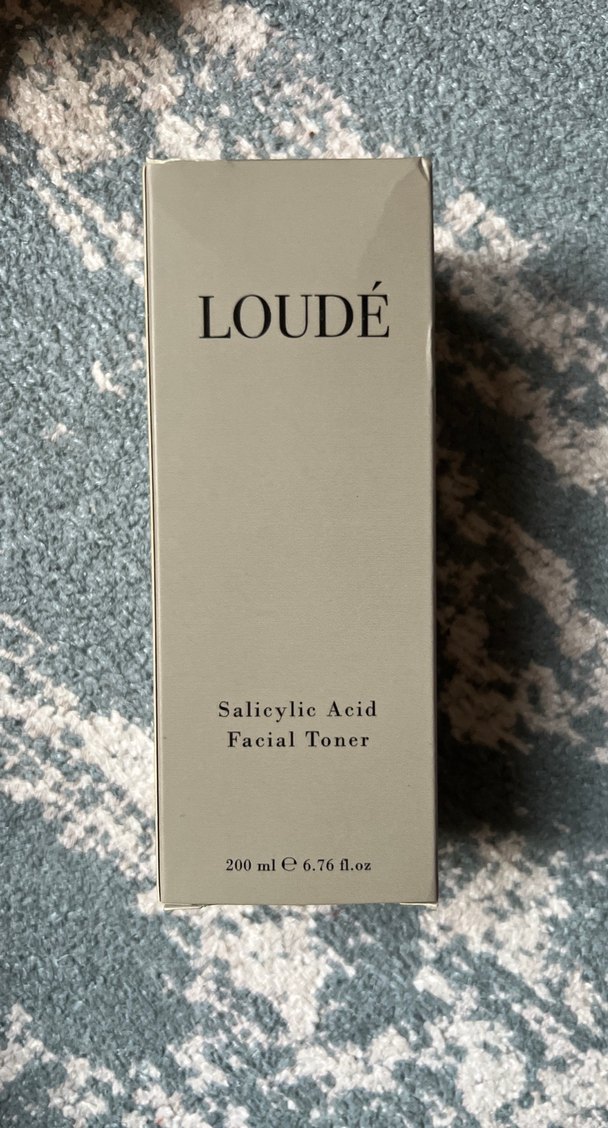 LOUDÉ
Salicylic Acid
Facial Toner
200 ml ℮ 6.76 fl.oz